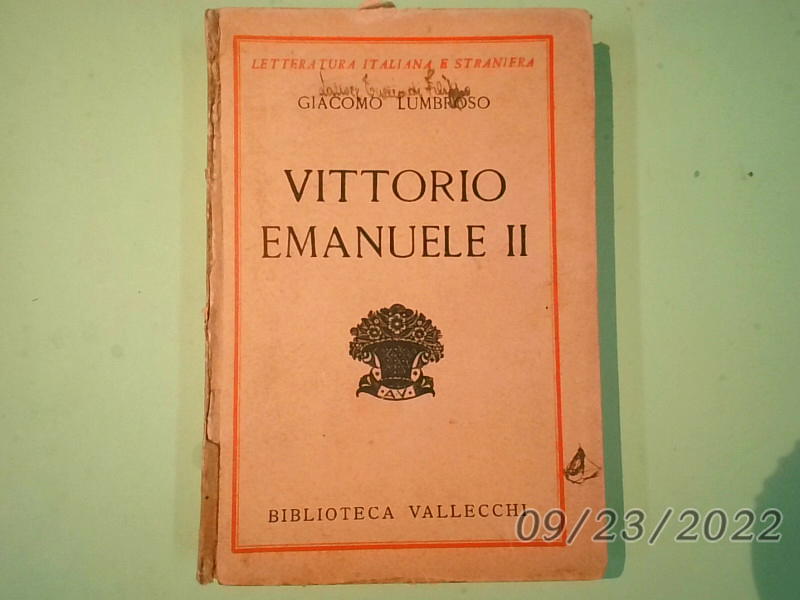 LETTERATURA ITALIANA E STRANIERA
GIACOMO LUMBROSO
VITTORIO
EMANUELE II
A.V.
BIBLIOTECA VALLECCHI
09/23/2022